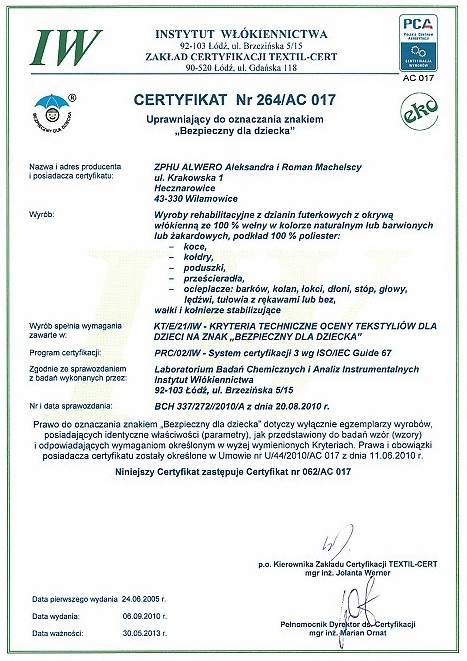 IW
INSTYTUT WŁÓKIENNICTWA
92-103 Łódź, ul. Brzezińska 5/15
ZAKŁAD CERTYFIKACJI TEXTIL-CERT
90-520 Łódź, ul. Gdańska 118
PCA
POLSKIE CENTRUM
AKREDYTACJI
CERTYFIKACJA
WYROBÓW
AC 017
BEZPIECZNY DLA DZIECKA
®
CERTYFIKAT Nr 264/AC 017
Uprawniający do oznaczania znakiem
„Bezpieczny dla dziecka”
eko
Nazwa i adres producenta
i posiadacza certyfikatu:
ZPHU ALWERO Aleksandra i Roman Machelscy
ul. Krakowska 1
Hecznarowice
43-330 Wilamowice
Wyrób:
Wyroby rehabilitacyjne z dzianin futerkowych z okrywą
włókienną ze 100 % wełny w kolorze naturalnym lub barwionych
lub żakardowych, podkład 100 % poliester:
– koce,
– kołdry,
– poduszki,
– prześcieradła,
– ocieplacze: barków, kolan, łokci, dłoni, stóp, głowy,
lędźwi, tułowia z rękawami lub bez,
wałki i kołnierze stabilizujące
Wyrób spełnia wymagania
zawarte w:
KT/E/21/IW - KRYTERIA TECHNICZNE OCENY TEKSTYLIÓW DLA
DZIECI NA ZNAK „BEZPIECZNY DLA DZIECKA”
Program certyfikacji:
PRC/02/IW - System certyfikacji 3 wg ISO/IEC Guide 67
Zgodnie ze sprawozdaniem
z badań wykonanych przez:
Laboratorium Badań Chemicznych i Analiz Instrumentalnych
Instytut Włókiennictwa
92-103 Łódź, ul. Brzezińska 5/15
Nr i data sprawozdania:
BCH 337/272//2010/A z dnia 20.08.2010 r.
Prawo do oznaczania znakiem „Bezpieczny dla dziecka” dotyczy wyłącznie egzemplarzy wyrobów,
posiadających identyczne właściwości (parametry), jak przedstawiony do badań wzór (wzory)
i odpowiadających wymaganiom określonym w wyżej wymienionych Kryteriach. Prawa i obowiązki
posiadacza certyfikatu zostały określone w Umowie nr U/44/2010/AC 017 z dnia 11.06.2010 r.
Niniejszy Certyfikat zastępuje Certyfikat nr 062/AC 017
p.o. Kierownika Zakładu Certyfikacji TEXTIL-CERT
mgr inż. Jolanta Werner
Data pierwszego wydania 24.06.2005 r.
Data wydania: 06.09.2010 r.
Data ważności: 30.05.2013 r.
Pełnomocnik Dyrektor ds. Certyfikacji
mgr inż. Marian Ornat